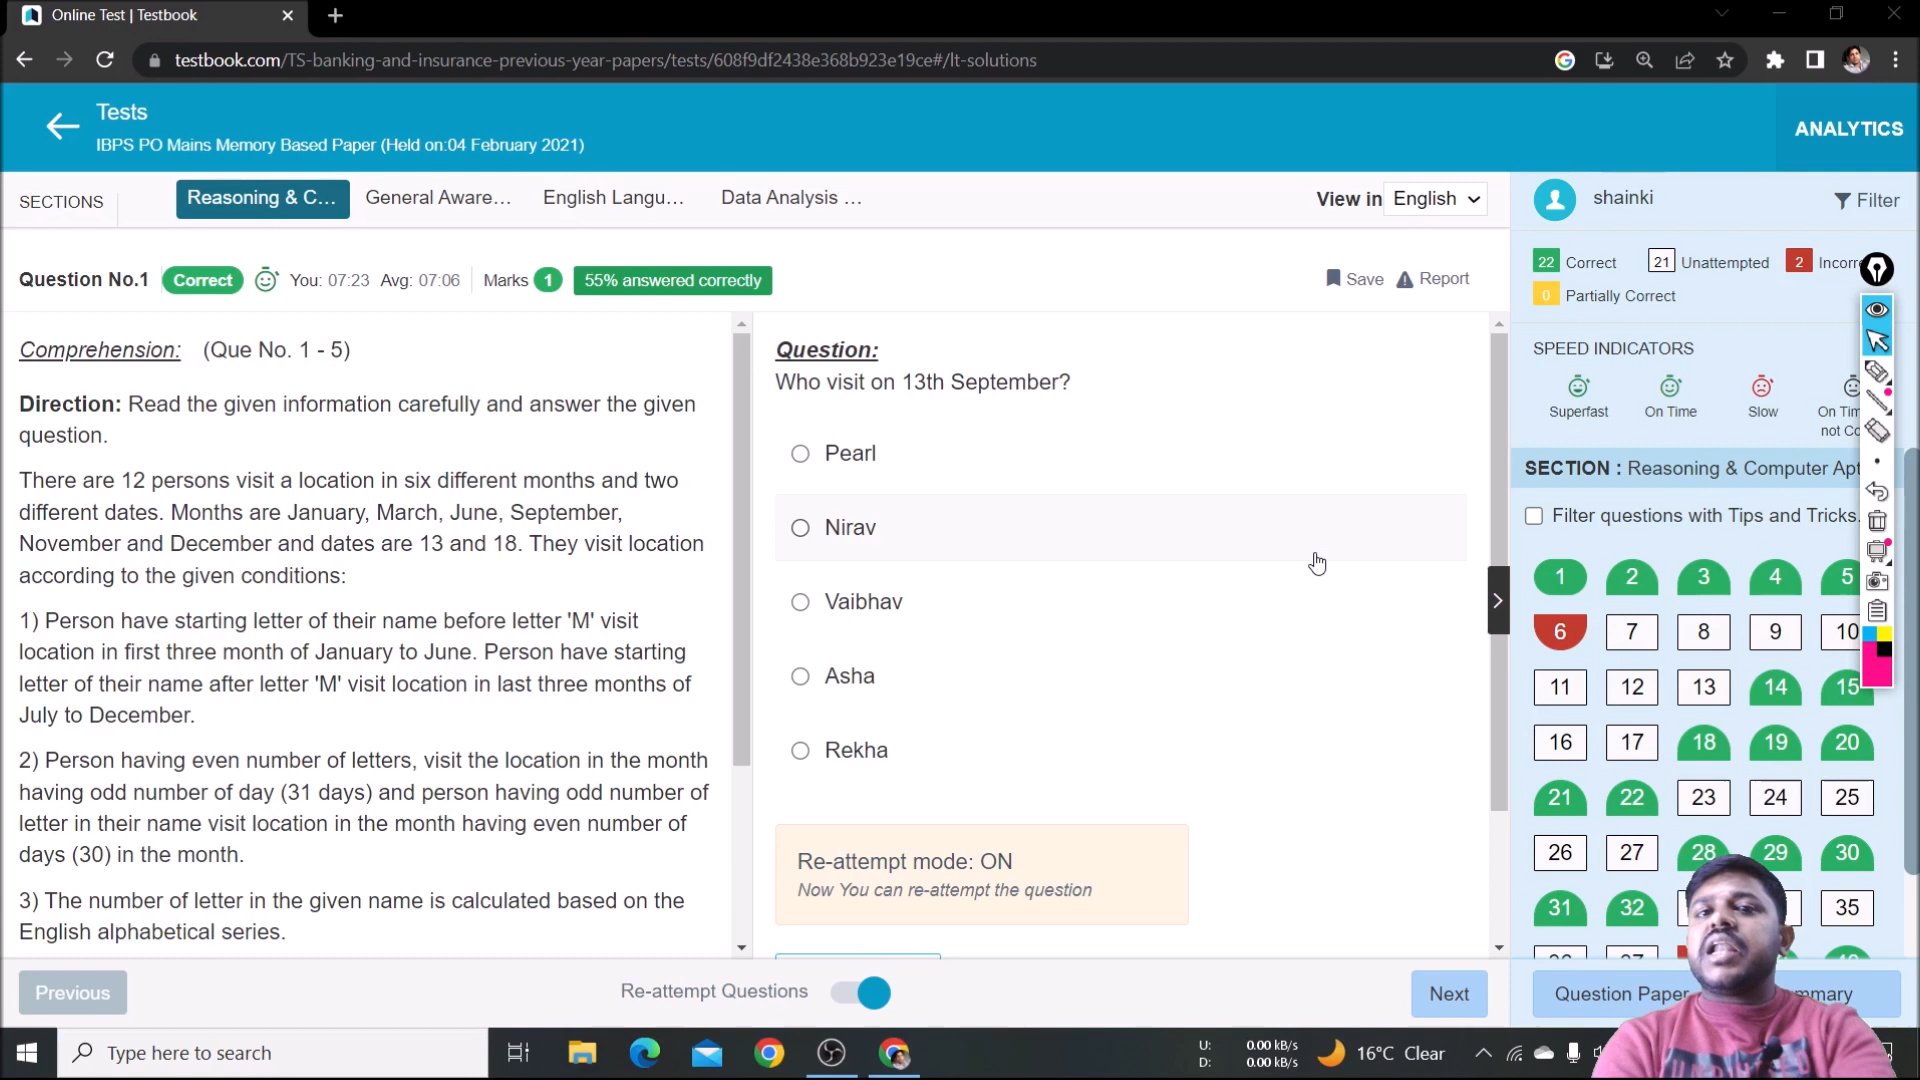 Online Test | Testbook
testbook.com/TS-banking-and-insurance-previous-year-papers/tests/608f9df2438e368b923e19ce#/lt-solutions
Tests
IBPS PO Mains Memory Based Paper (Held on:04 February 2021)
ANALYTICS
SECTIONS
Reasoning & C...
General Aware...
English Langu...
Data Analysis ...
View in English
shainki
Filter
Question No.1 Correct You: 07:23 Avg: 07:06 Marks 1 55% answered correctly
Save Report
22 Correct 21 Unattempted 2 Incorre
0 Partially Correct
SPEED INDICATORS
Superfast On Time Slow On Tim
not Co
Comprehension: (Que No. 1 - 5)
Direction: Read the given information carefully and answer the given
question.
There are 12 persons visit a location in six different months and two
different dates. Months are January, March, June, September,
November and December and dates are 13 and 18. They visit location
according to the given conditions:
1) Person have starting letter of their name before letter 'M' visit
location in first three month of January to June. Person have starting
letter of their name after letter 'M' visit location in last three months of
July to December.
2) Person having even number of letters, visit the location in the month
having odd number of day (31 days) and person having odd number of
letter in their name visit location in the month having even number of
days (30) in the month.
3) The number of letter in the given name is calculated based on the
English alphabetical series.
Question:
Who visit on 13th September?
Pearl
Nirav
Vaibhav
Asha
Rekha
Re-attempt mode: ON
Now You can re-attempt the question
SECTION : Reasoning & Computer Apt
Filter questions with Tips and Tricks.
1 2 3 4 5
6 7 8 9 10
11 12 13 14 15
16 17 18 19 20
21 22 23 24 25
26 27 28 29 30
31 32 35
Previous
Re-attempt Questions
Next
Question Paper
mmary
Type here to search
U: 0.00 kB/s
D: 0.00 kB/s
16°C Clear